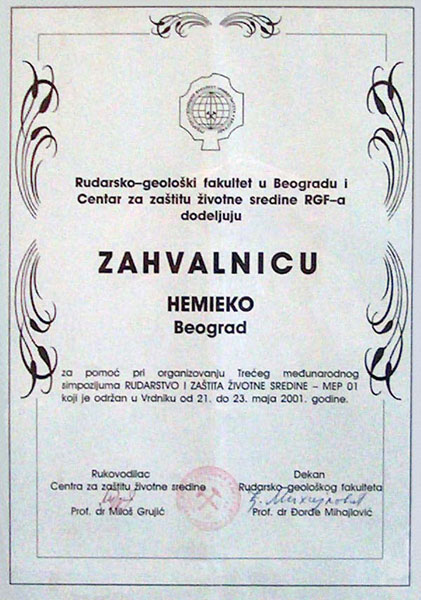 Rudarsko–geološki fakultet u Beogradu i
Centar za zaštitu životne sredine RGF–a
dodeljuju
ZAHVALNICU
HEMIEKO
Beograd
za pomoć pri organizovanju Trećeg međunarodnog
simpozijuma RUDARSTVO I ZAŠTITA ŽIVOTNE SREDINE – MEP 01
koji je održan u Vrdniku od 21. do 23. maja 2001. godine.
Rukovodilac
Centra za zaštitu životne sredine
Prof. dr Miloš Grujić
Dekan
Rudarsko–geološkog fakulteta
Prof. dr Đorđe Mihajlović